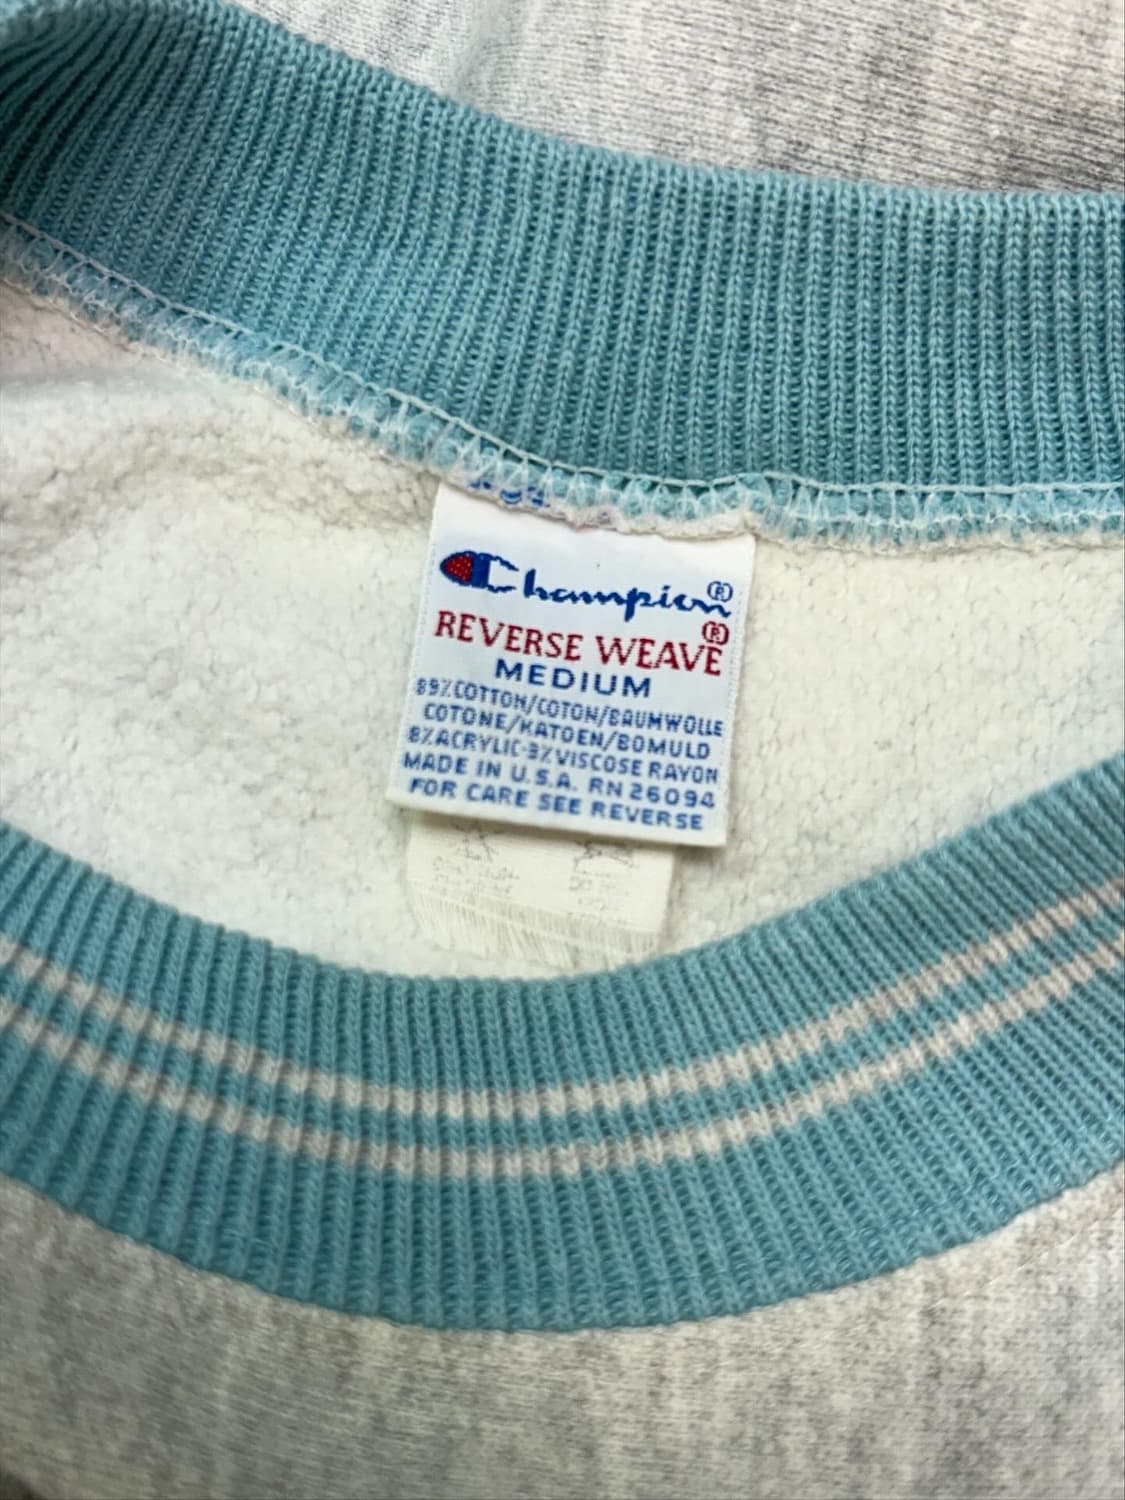 Champion®
REVERSE WEAVE®
MEDIUM
89%COTTON/COTON/BAUMWOLLE
COTONE/KATOEN/BOMULD
8%ACRYLIC-3%VISCOSE RAYON
MADE IN U.S.A. RN 26094
FOR CARE SEE REVERSE